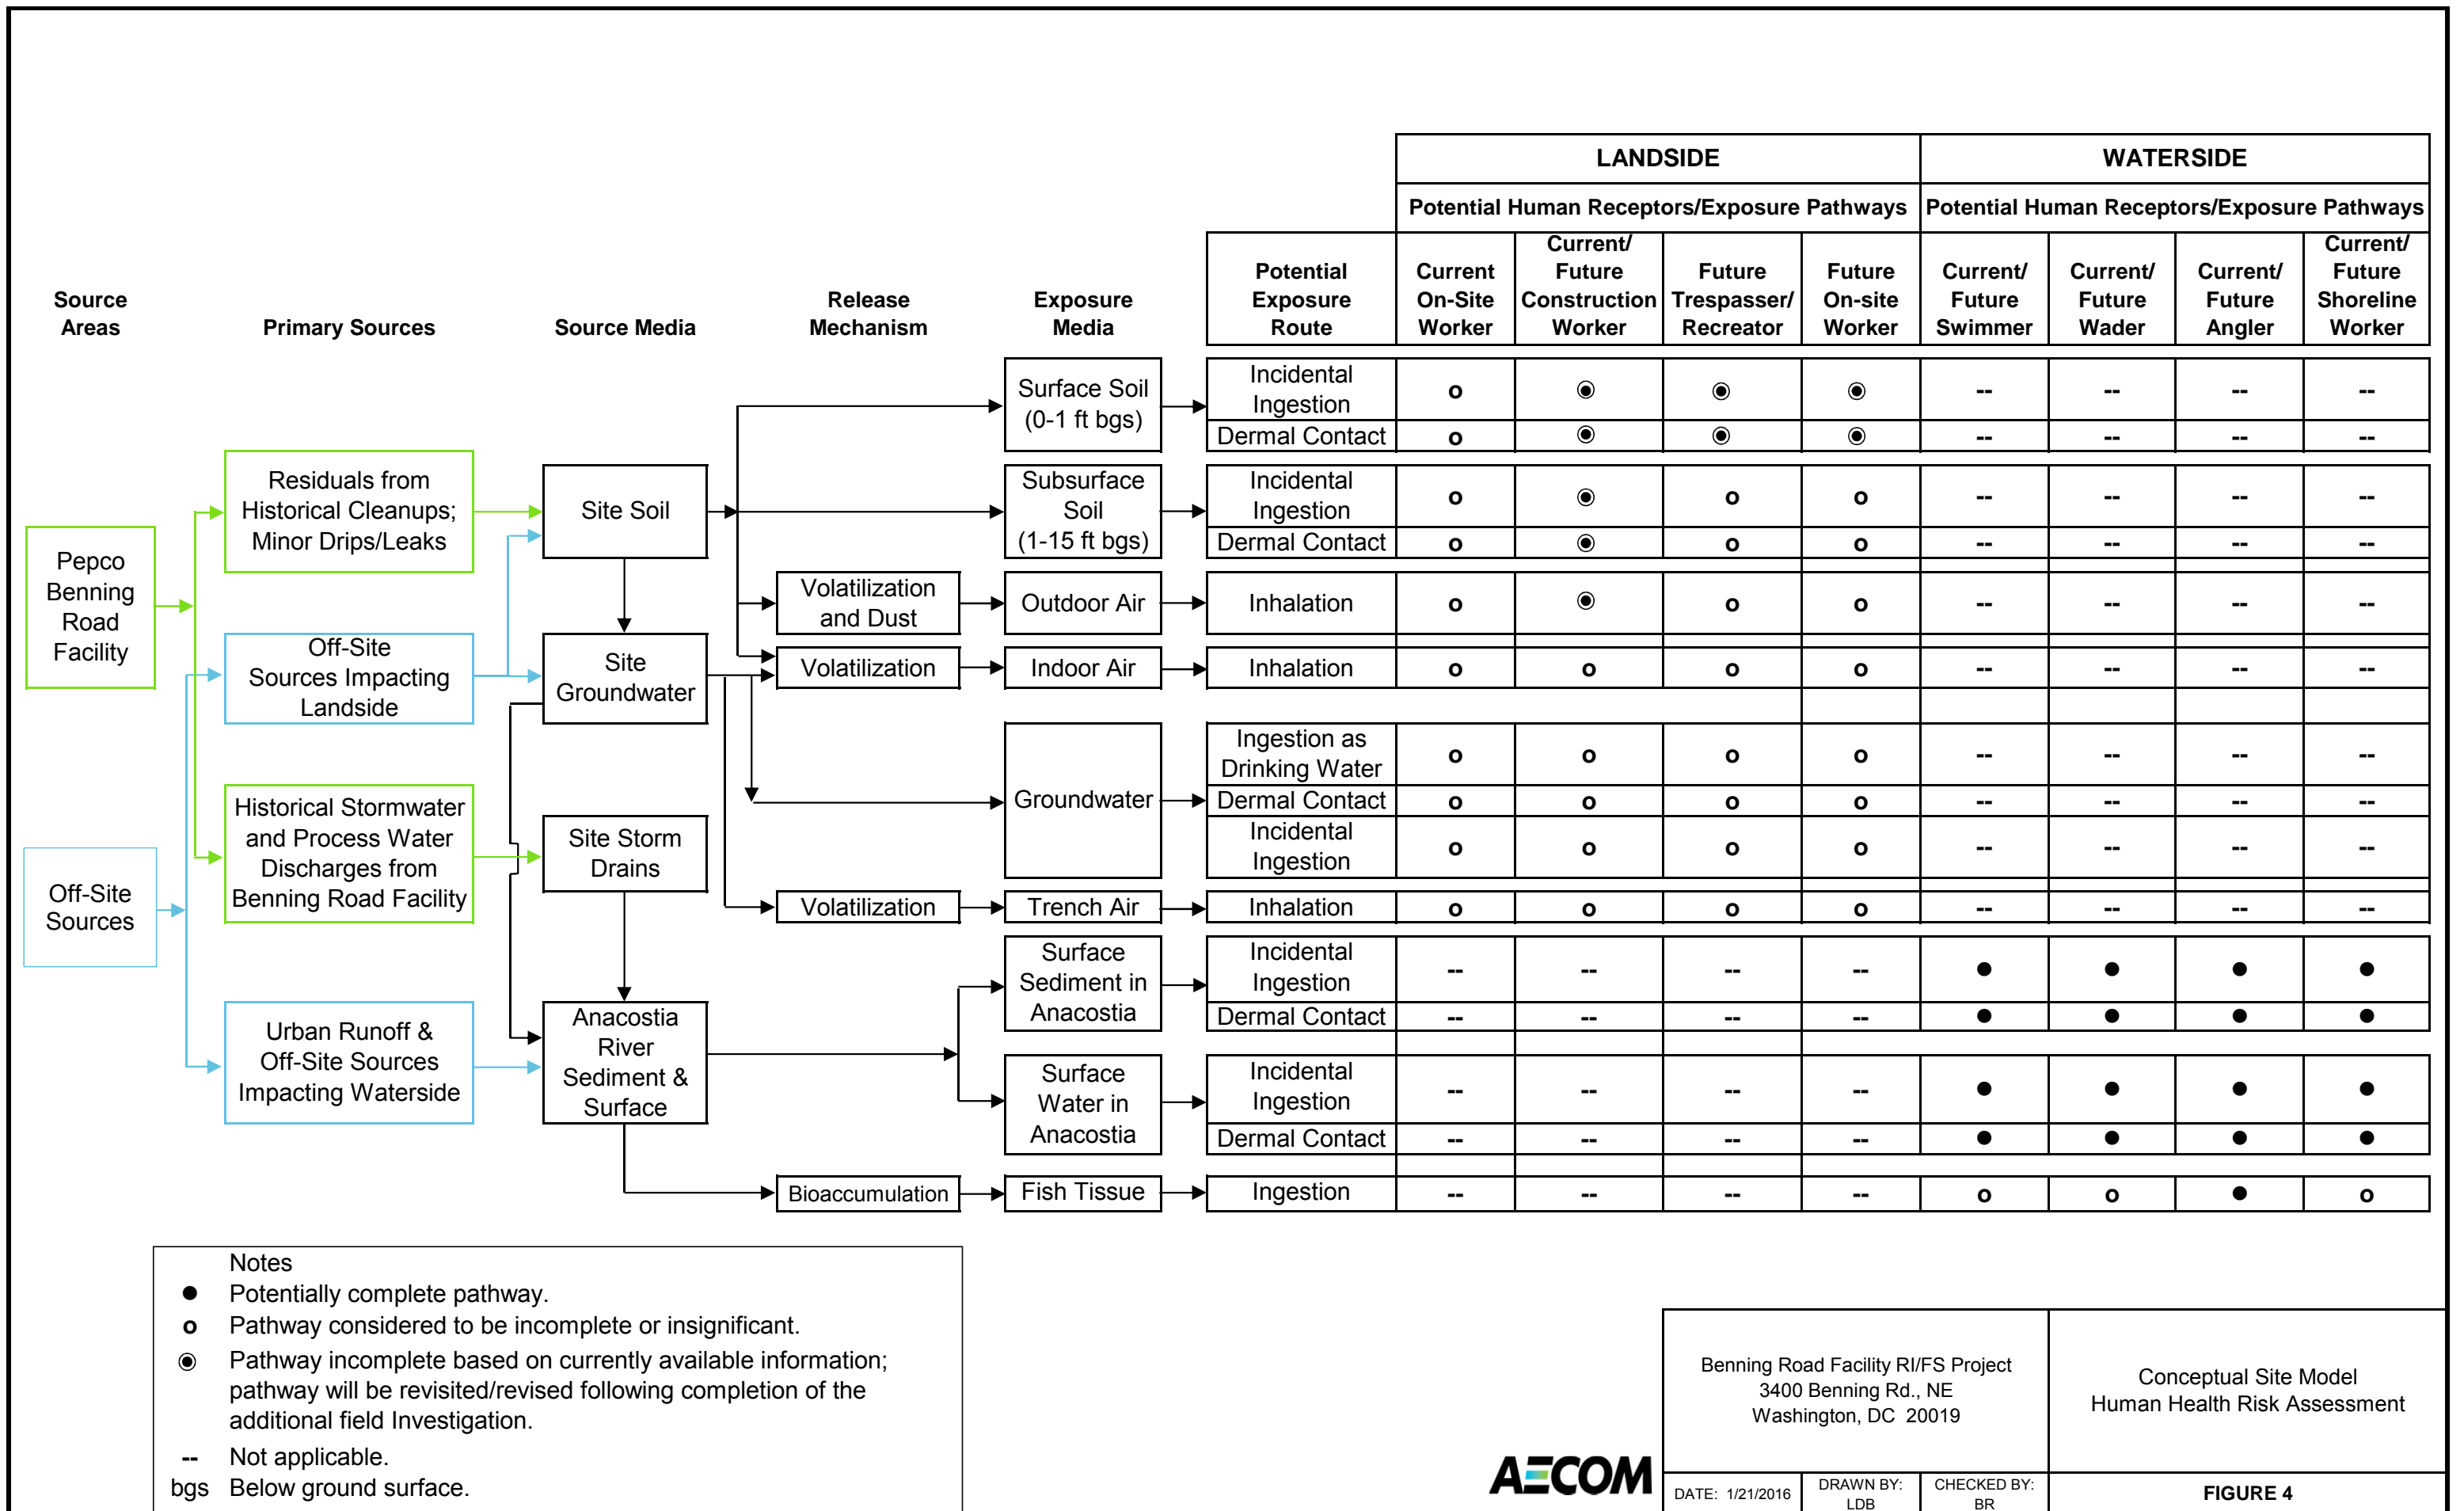 LANDSIDE
WATERSIDE
Potential Human Receptors/Exposure Pathways
Potential Human Receptors/Exposure Pathways
Source
Areas
Primary Sources
Source Media
Release
Mechanism
Exposure
Media
Potential
Exposure
Route
Current
On-Site
Worker
Current/
Future
Construction
Worker
Future
Trespasser/
Recreator
Future
On-site
Worker
Current/
Future
Swimmer
Current/
Future
Wader
Current/
Future
Angler
Current/
Future
Shoreline
Worker
Pepco
Benning
Road
Facility
Off-Site
Sources
Residuals from
Historical Cleanups;
Minor Drips/Leaks
Off-Site
Sources Impacting
Landside
Historical Stormwater
and Process Water
Discharges from
Benning Road Facility
Urban Runoff &
Off-Site Sources
Impacting Waterside
Site Soil
Site
Groundwater
Site Storm
Drains
Anacostia
River
Sediment &
Surface
Volatilization
and Dust
Volatilization
Volatilization
Bioaccumulation
Surface Soil
(0-1 ft bgs)
Incidental
Ingestion
o ◉ ◉ ◉ -- -- -- --
Dermal Contact o ◉ ◉ ◉ -- -- -- --
Subsurface
Soil
(1-15 ft bgs)
Incidental
Ingestion
o ◉ o o -- -- -- --
Dermal Contact o ◉ o o -- -- -- --
Outdoor Air
Inhalation o ◉ o o -- -- -- --
Indoor Air
Inhalation o o o o -- -- -- --
Groundwater
Ingestion as
Drinking Water
o o o o -- -- -- --
Dermal Contact o o o o -- -- -- --
Incidental
Ingestion
o o o o -- -- -- --
Trench Air
Inhalation o o o o -- -- -- --
Surface
Sediment in
Anacostia
Incidental
Ingestion
-- -- -- -- ● ● ● ●
Dermal Contact -- -- -- -- ● ● ● ●
Surface
Water in
Anacostia
Incidental
Ingestion
-- -- -- -- ● ● ● ●
Dermal Contact -- -- -- -- ● ● ● ●
Fish Tissue
Ingestion -- -- -- -- o o ● o
Notes
● Potentially complete pathway.
o Pathway considered to be incomplete or insignificant.
◉ Pathway incomplete based on currently available information;
pathway will be revisited/revised following completion of the
additional field Investigation.
-- Not applicable.
bgs Below ground surface.
AECOM
Benning Road Facility RI/FS Project
3400 Benning Rd., NE
Washington, DC 20019
Conceptual Site Model
Human Health Risk Assessment
DATE: 1/21/2016
DRAWN BY:
LDB
CHECKED BY:
BR
FIGURE 4